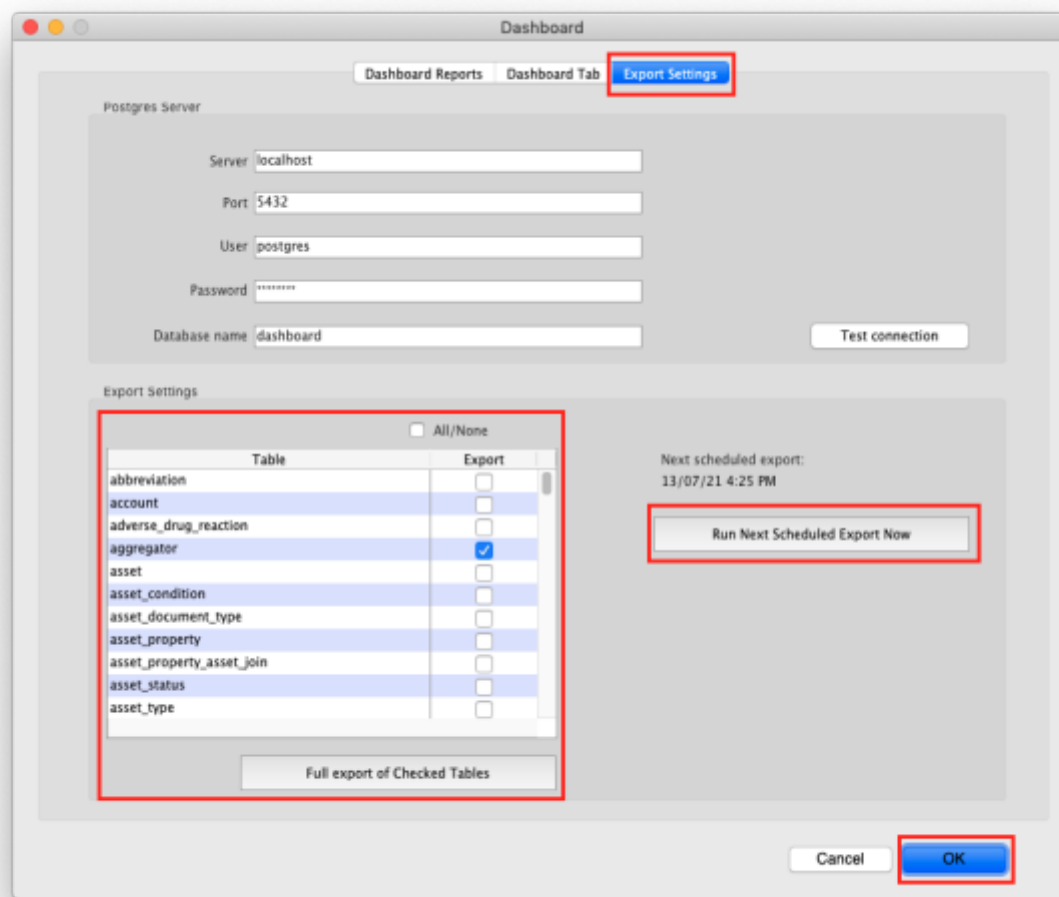 Dashboard
Dashboard Reports Dashboard Tab Export Settings
Postgres Server
Server localhost
Port 5432
User postgres
Password ********
Database name dashboard Test connection
Export Settings
All/None
Table Export
abbreviation
account
adverse_drug_reaction
aggregator
asset
asset_condition
asset_document_type
asset_property
asset_property_asset_join
asset_status
asset_type
Full export of Checked Tables
Next scheduled export:
13/07/21 4:25 PM
Run Next Scheduled Export Now
Cancel OK